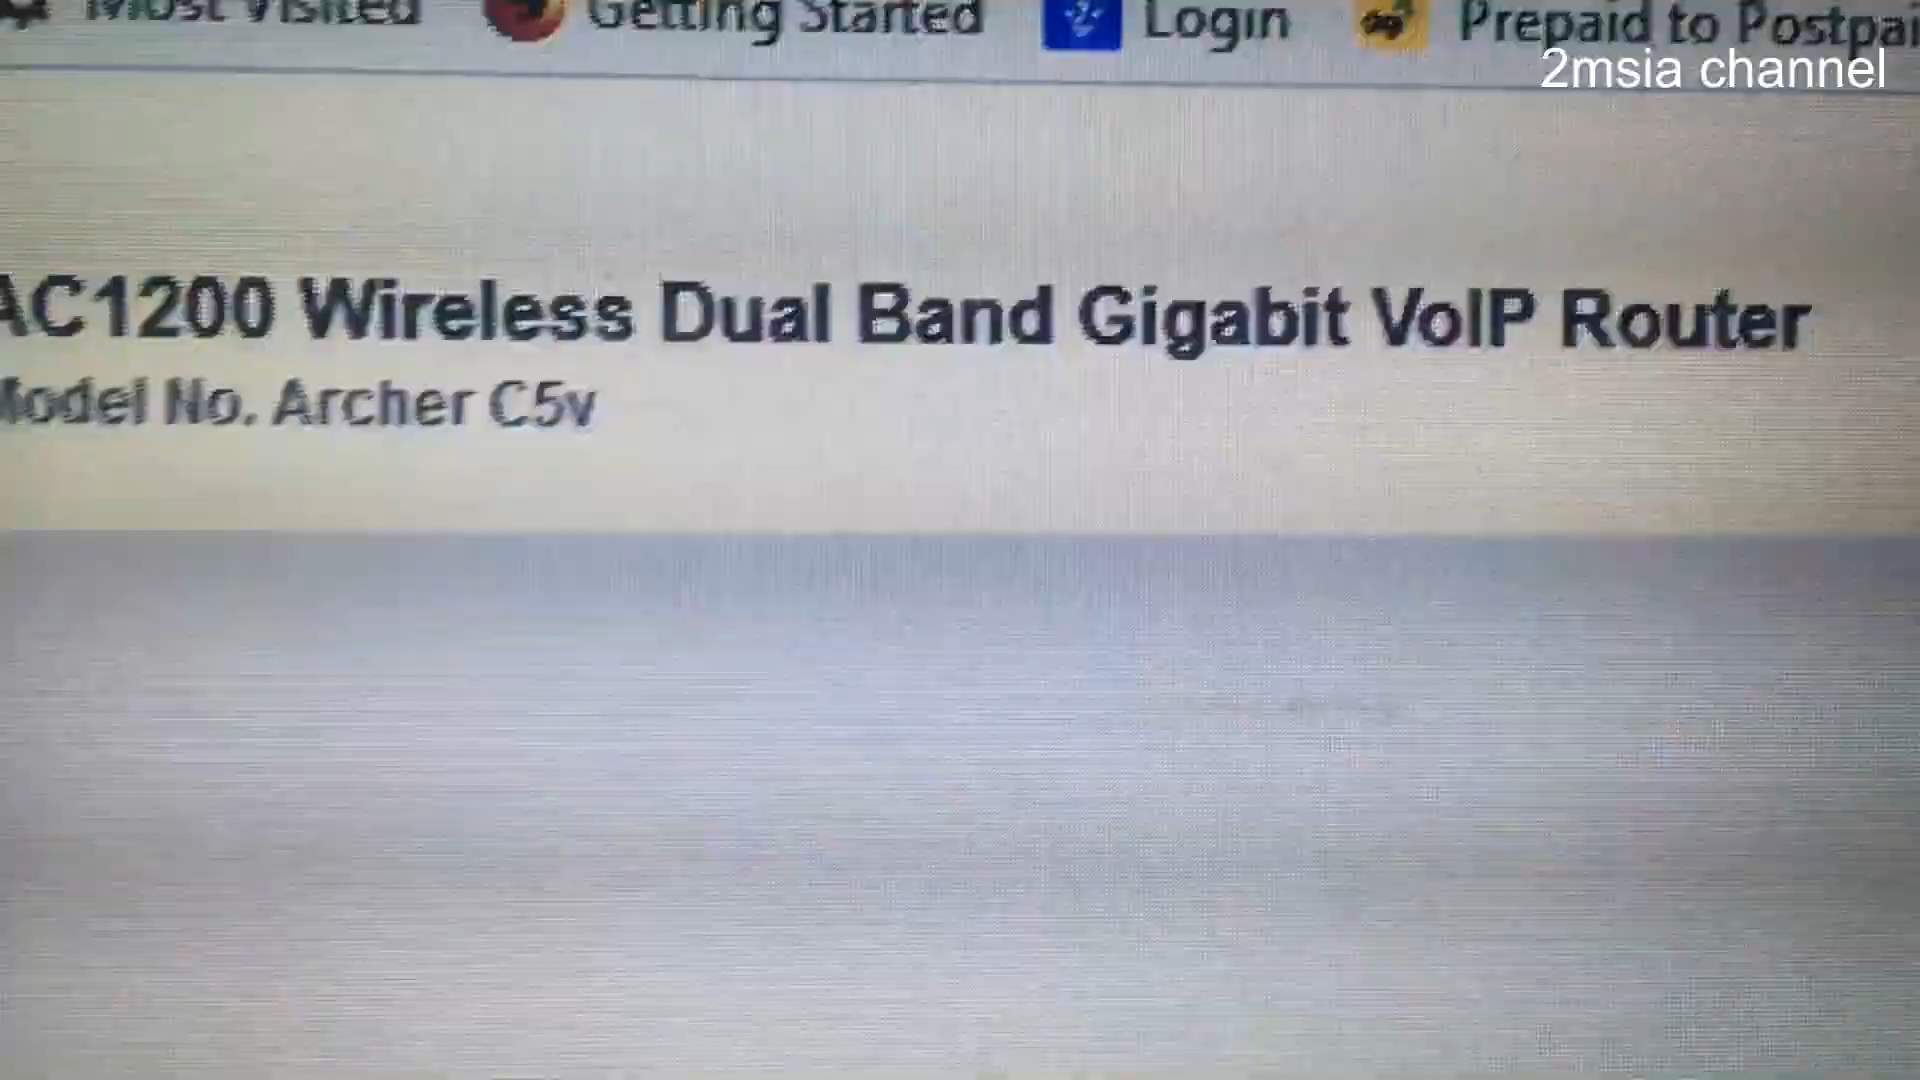 Most Visited Getting Started Login Prepaid to Postpai
2msia channel
AC1200 Wireless Dual Band Gigabit VoIP Router
Model No. Archer C5v